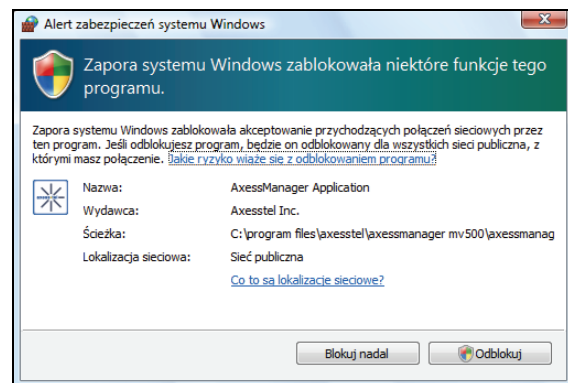 Alert zabezpieczeń systemu Windows
Zapora systemu Windows zablokowała niektóre funkcje tego
programu.
Zapora systemu Windows zablokowała akceptowanie przychodzących połączeń sieciowych przez
ten program. Jeśli odblokujesz program, będzie on odblokowany dla wszystkich sieci publiczna, z
którymi masz połączenie. Jakie ryzyko wiąże się z odblokowaniem programu?
Nazwa: AxessManager Application
Wydawca: Axesstel Inc.
Ścieżka: C:\program files\axesstel\axessmanager mv500\axessmanag
Lokalizacja sieciowa: Sieć publiczna
Co to są lokalizacje sieciowe?
Blokuj nadal Odblokuj